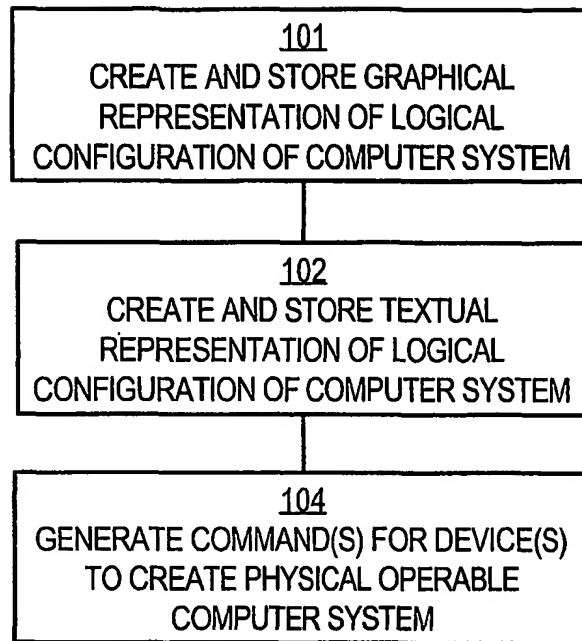 101
CREATE AND STORE GRAPHICAL
REPRESENTATION OF LOGICAL
CONFIGURATION OF COMPUTER SYSTEM
102
CREATE AND STORE TEXTUAL
REPRESENTATION OF LOGICAL
CONFIGURATION OF COMPUTER SYSTEM
104
GENERATE COMMAND(S) FOR DEVICE(S)
TO CREATE PHYSICAL OPERABLE
COMPUTER SYSTEM